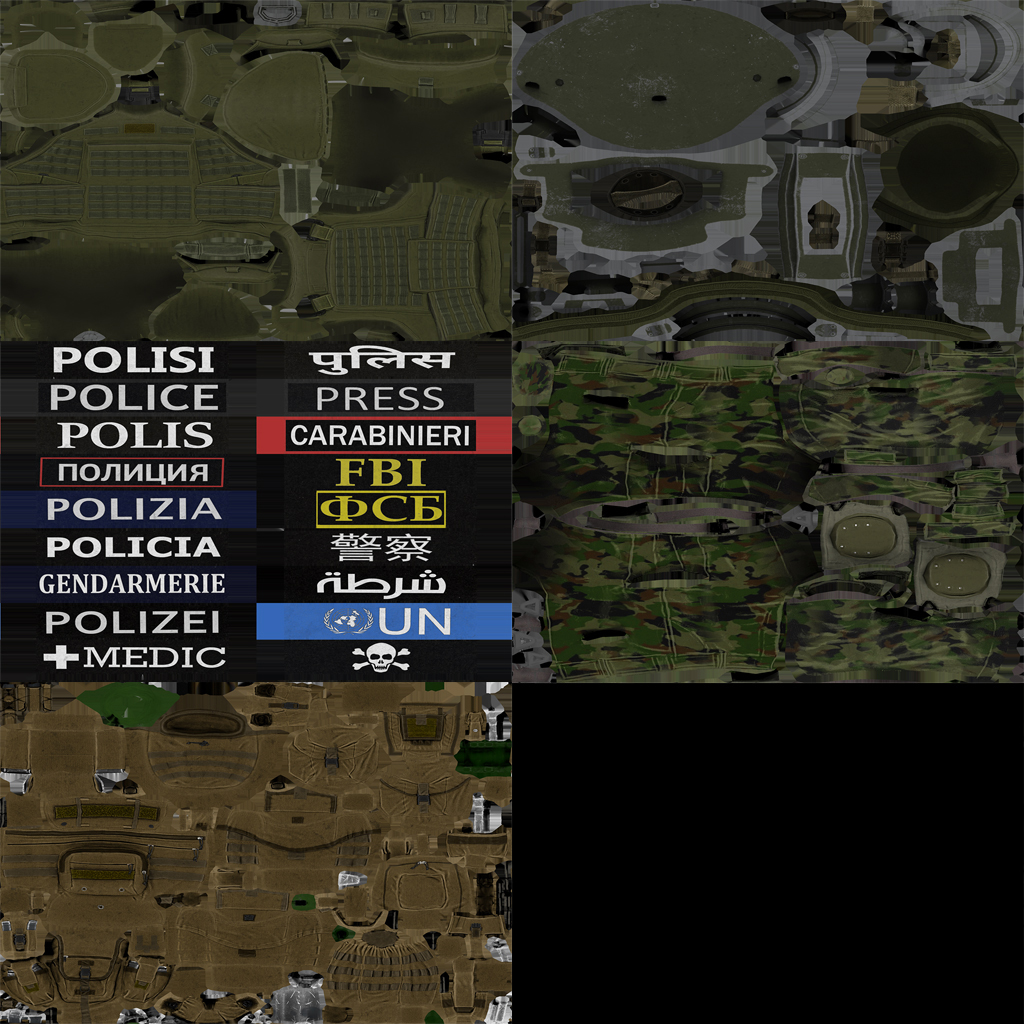 POLISI
पुलिस
POLICE
PRESS
POLIS
CARABINIERI
ПОЛИЦИЯ
FBI
POLIZIA
ФСБ
POLICIA
警察
GENDARMERIE
شرطة
POLIZEI
UN
MEDIC